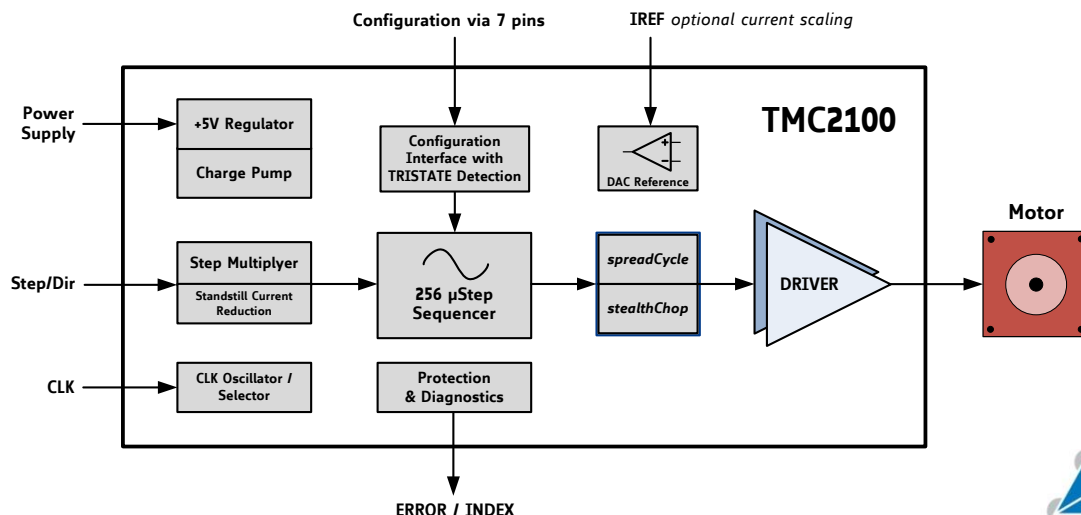 Configuration via 7 pins
IREF optional current scaling
TMC2100
Power
Supply
+5V Regulator
Charge Pump
Configuration
Interface with
TRISTATE Detection
+
−
DAC Reference
Motor
Step/Dir
Step Multiplyer
Standstill Current
Reduction
256 µStep
Sequencer
spreadCycle
stealthChop
DRIVER
CLK
CLK Oscillator /
Selector
Protection
& Diagnostics
ERROR / INDEX